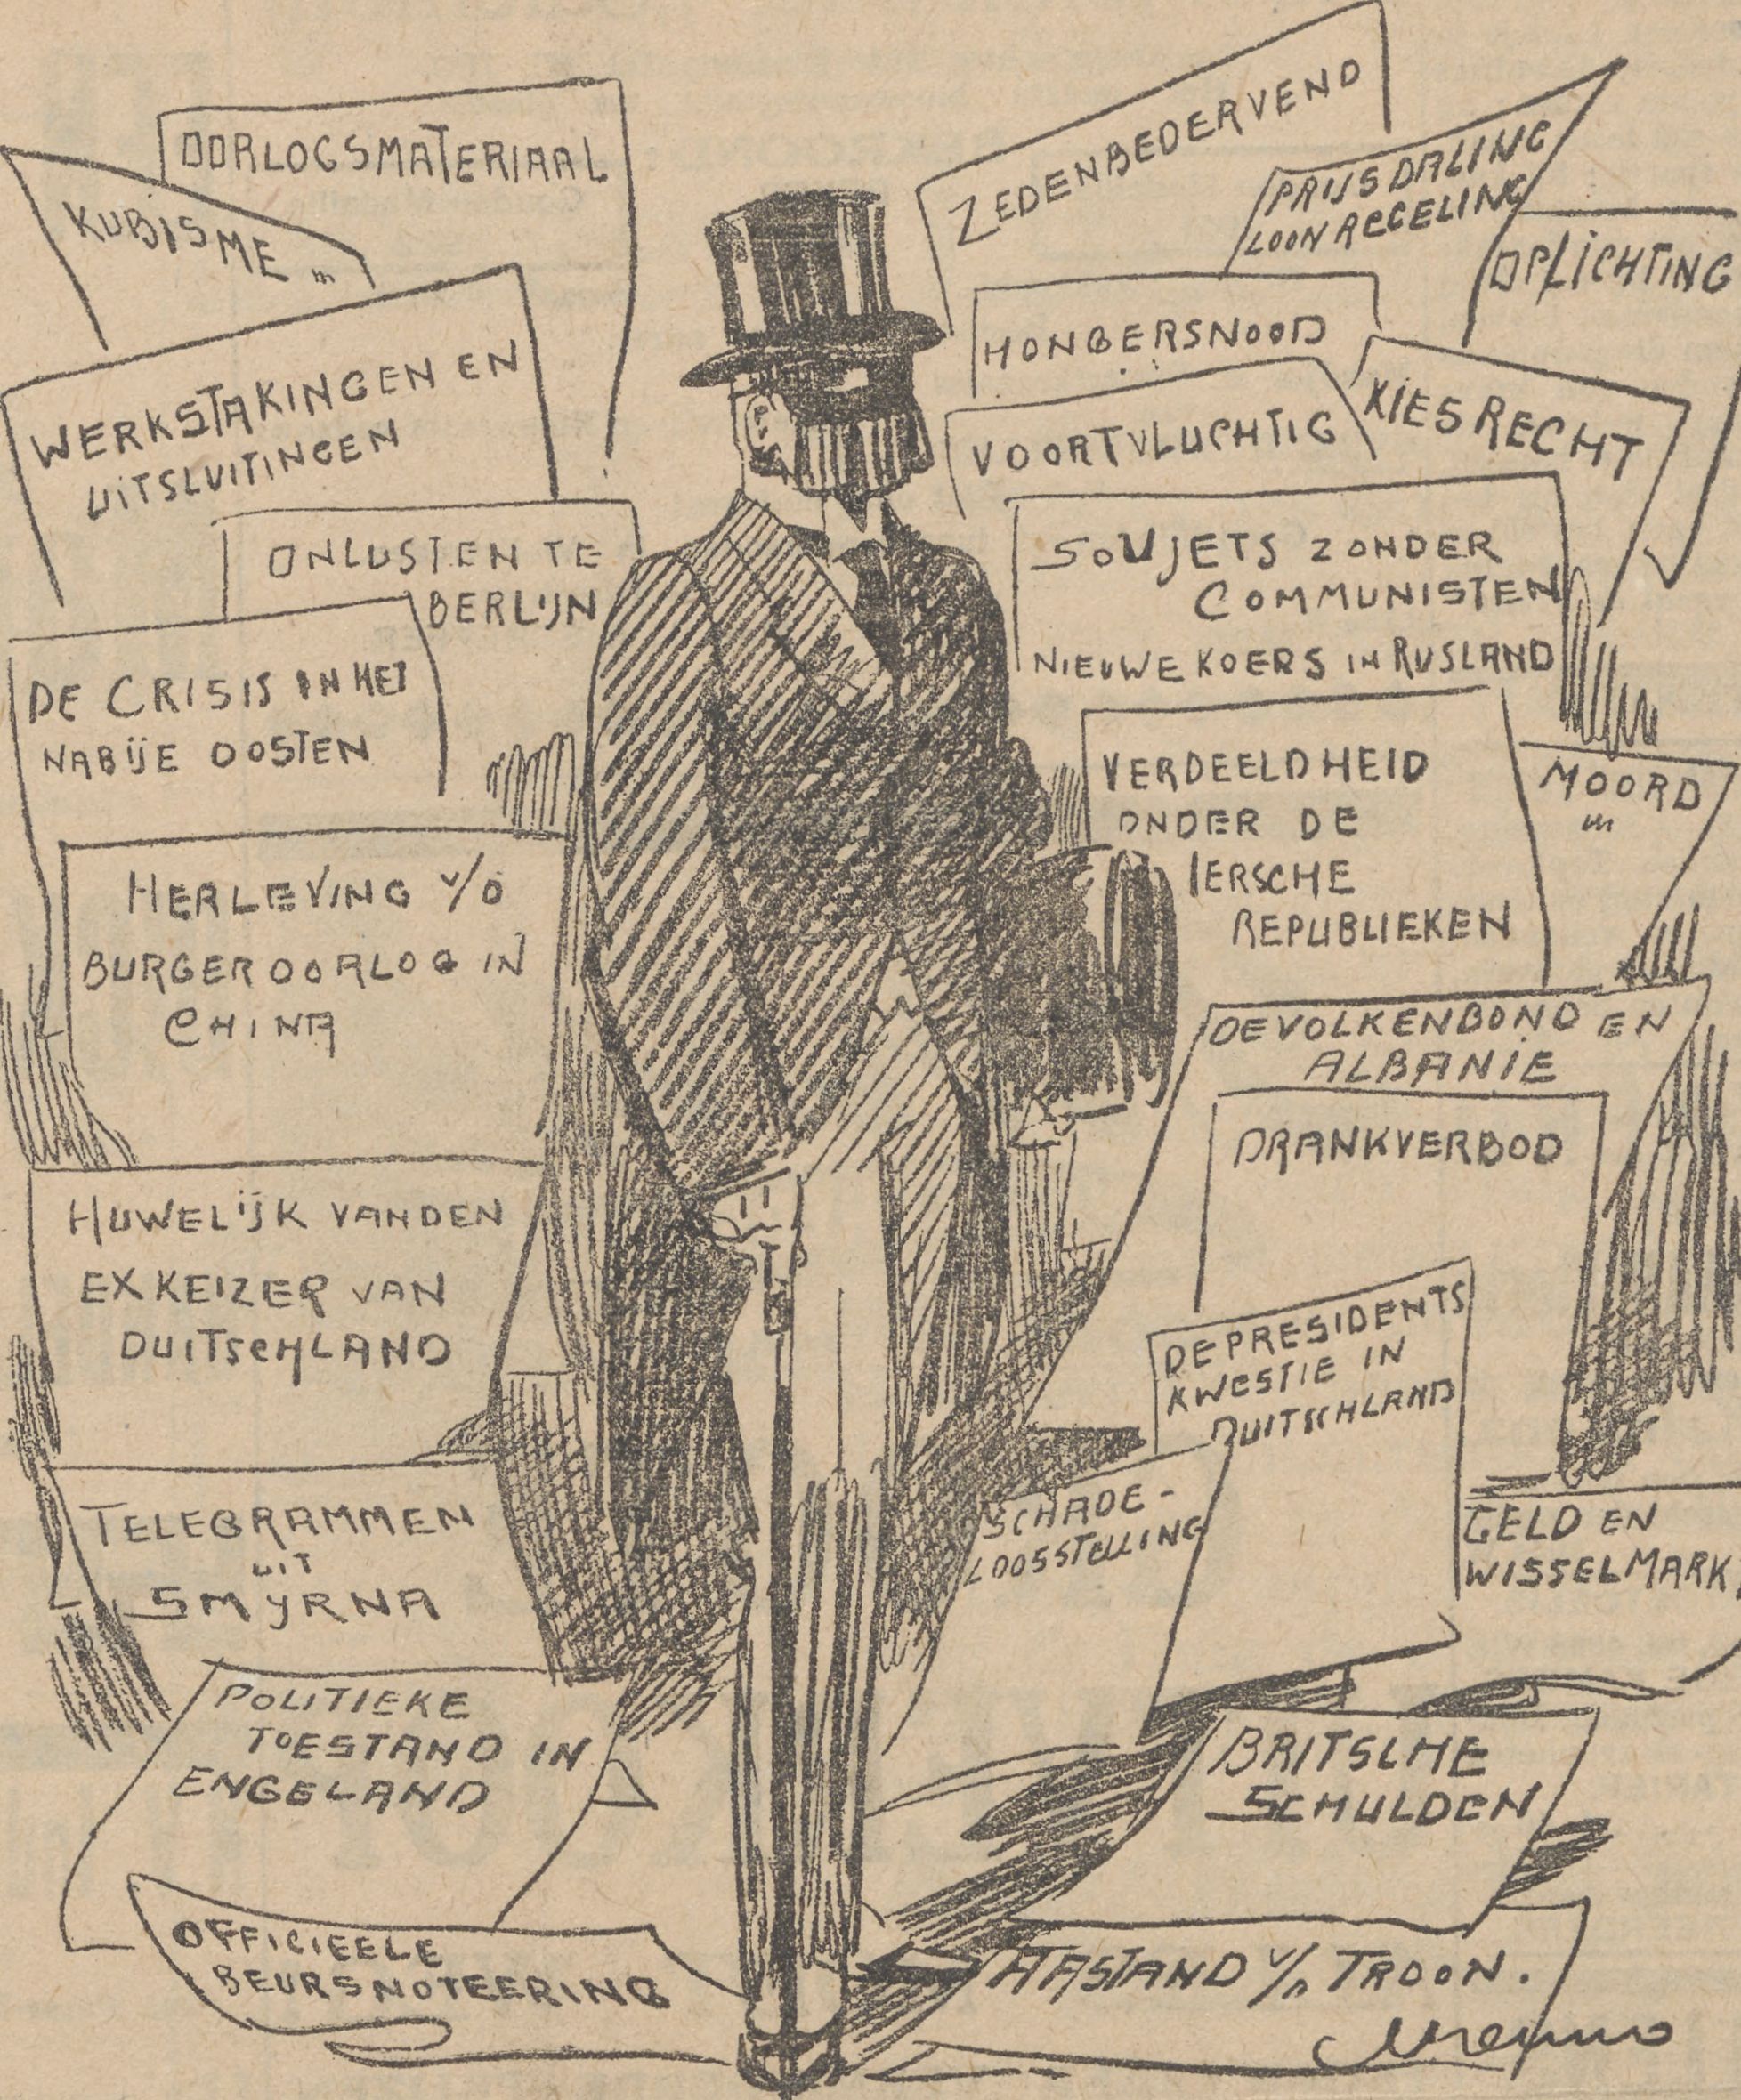 OORLOGSMATERIAAL
KUBISME
WERKSTAKINGEN EN
UITSLUITINGEN
ONLUSTEN TE
BERLIJN
DE CRISIS IN HET
NABIJE OOSTEN
HERLEVING v/D
BURGEROORLOG IN
CHINA
HUWELIJK VAN DEN
EX KEIZER VAN
DUITSCHLAND
TELEGRAMMEN
UIT
SMYRNA
POLITIEKE
TOESTAND IN
ENGELAND
OFFICIEELE
BEURSNOTEERING
ZEDENBEDERVEND
PRIJSDALING
LOONREGELING
OPLICHTING
HONGERSNOOD
KIESRECHT
VOORTVLUCHTIG
SOVJETS ZONDER
COMMUNISTEN
NIEUWE KOERS IN RUSLAND
VERDEELDHEID
ONDER DE
IERSCHE
REPUBLIEKEN
MOORD
DE VOLKENBOND EN
ALBANIE
DRANKVERBOD
DE PRESIDENTS
KWESTIE IN
DUITSCHLAND
SCHADE-
LOOSSTELLING
GELD EN
WISSELMARK.
BRITSCHE
SCHULDEN
AFSTAND v/D TROON.